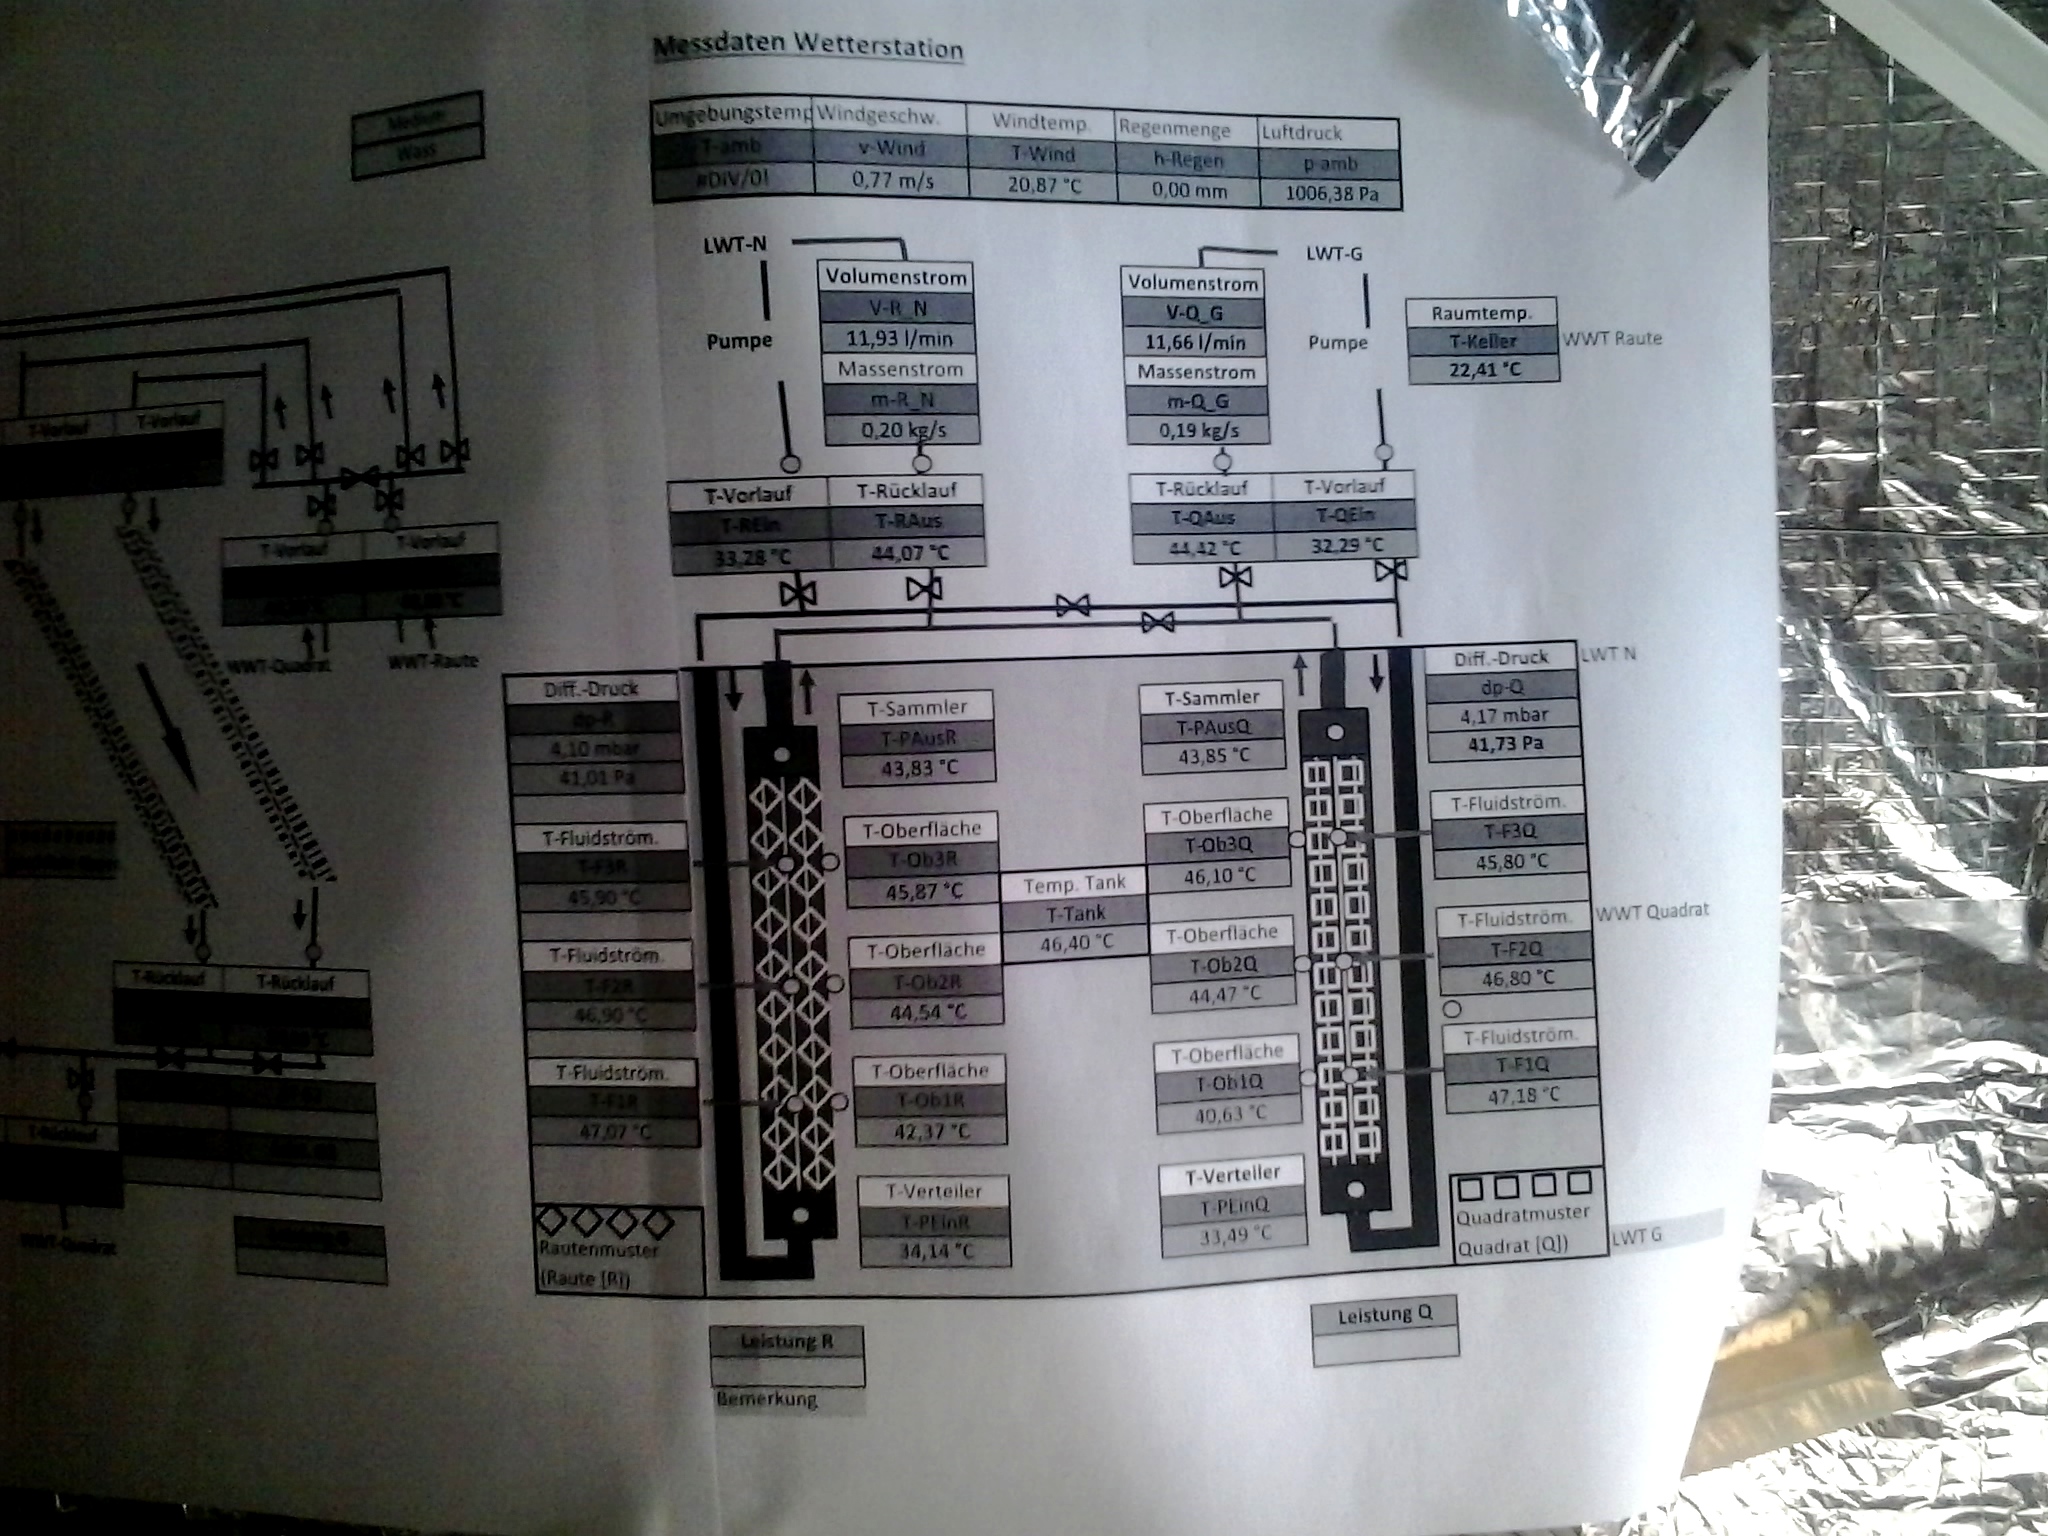 Messdaten Wetterstation
Umgebungstemp Windgeschw. Windtemp. Regenmenge Luftdruck
T-amb v-Wind T-Wind h-Regen p-amb
#DIV/0! 0,77 m/s 20,87 °C 0,00 mm 1006,38 Pa
Medium
Wass
LWT-N
Volumenstrom
V-R_N
11,93 l/min
Massenstrom
m-R_N
0,20 kg/s
Pumpe
Volumenstrom
V-Q_G
11,66 l/min
Massenstrom
m-Q_G
0,19 kg/s
LWT-G
Pumpe
Raumtemp.
T-Keller
22,41 °C
WWT Raute
T-Vorlauf T-Vorlauf
T-Vorlauf T-Vorlauf
WWT-Quadrat WWT-Raute
T-Vorlauf T-Rücklauf
T-REin T-RAus
33,28 °C 44,07 °C
T-Rücklauf T-Vorlauf
T-QAus T-QEin
44,42 °C 32,29 °C
Diff.-Druck
dp-R
4,10 mbar
41,01 Pa
T-Fluidström.
T-F3R
45,90 °C
T-Fluidström.
T-F2R
46,90 °C
T-Fluidström.
T-F1R
47,07 °C
Rautenmuster
(Raute [R])
T-Sammler
T-PAusR
43,83 °C
T-Oberfläche
T-Ob3R
45,87 °C
T-Oberfläche
T-Ob2R
44,54 °C
T-Oberfläche
T-Ob1R
42,37 °C
T-Verteiler
T-PEinR
34,14 °C
Temp. Tank
T-Tank
46,40 °C
T-Sammler
T-PAusQ
43,85 °C
T-Oberfläche
T-Ob3Q
46,10 °C
T-Oberfläche
T-Ob2Q
44,47 °C
T-Oberfläche
T-Ob1Q
40,63 °C
T-Verteiler
T-PEinQ
33,49 °C
Diff.-Druck
dp-Q
4,17 mbar
41,73 Pa
LWT N
T-Fluidström.
T-F3Q
45,80 °C
T-Fluidström.
T-F2Q
46,80 °C
WWT Quadrat
T-Fluidström.
T-F1Q
47,18 °C
Quadratmuster
Quadrat [Q])
LWT G
T-Rücklauf T-Rücklauf
T-Rücklauf
WWT-Quadrat
Leistung R
Bemerkung
Leistung Q